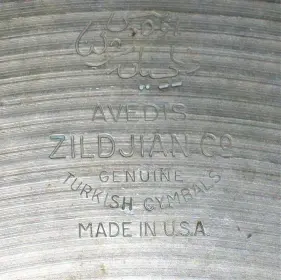 AVEDIS
ZILDJIAN Co
GENUINE
TURKISH CYMBALS
MADE IN U.S.A.